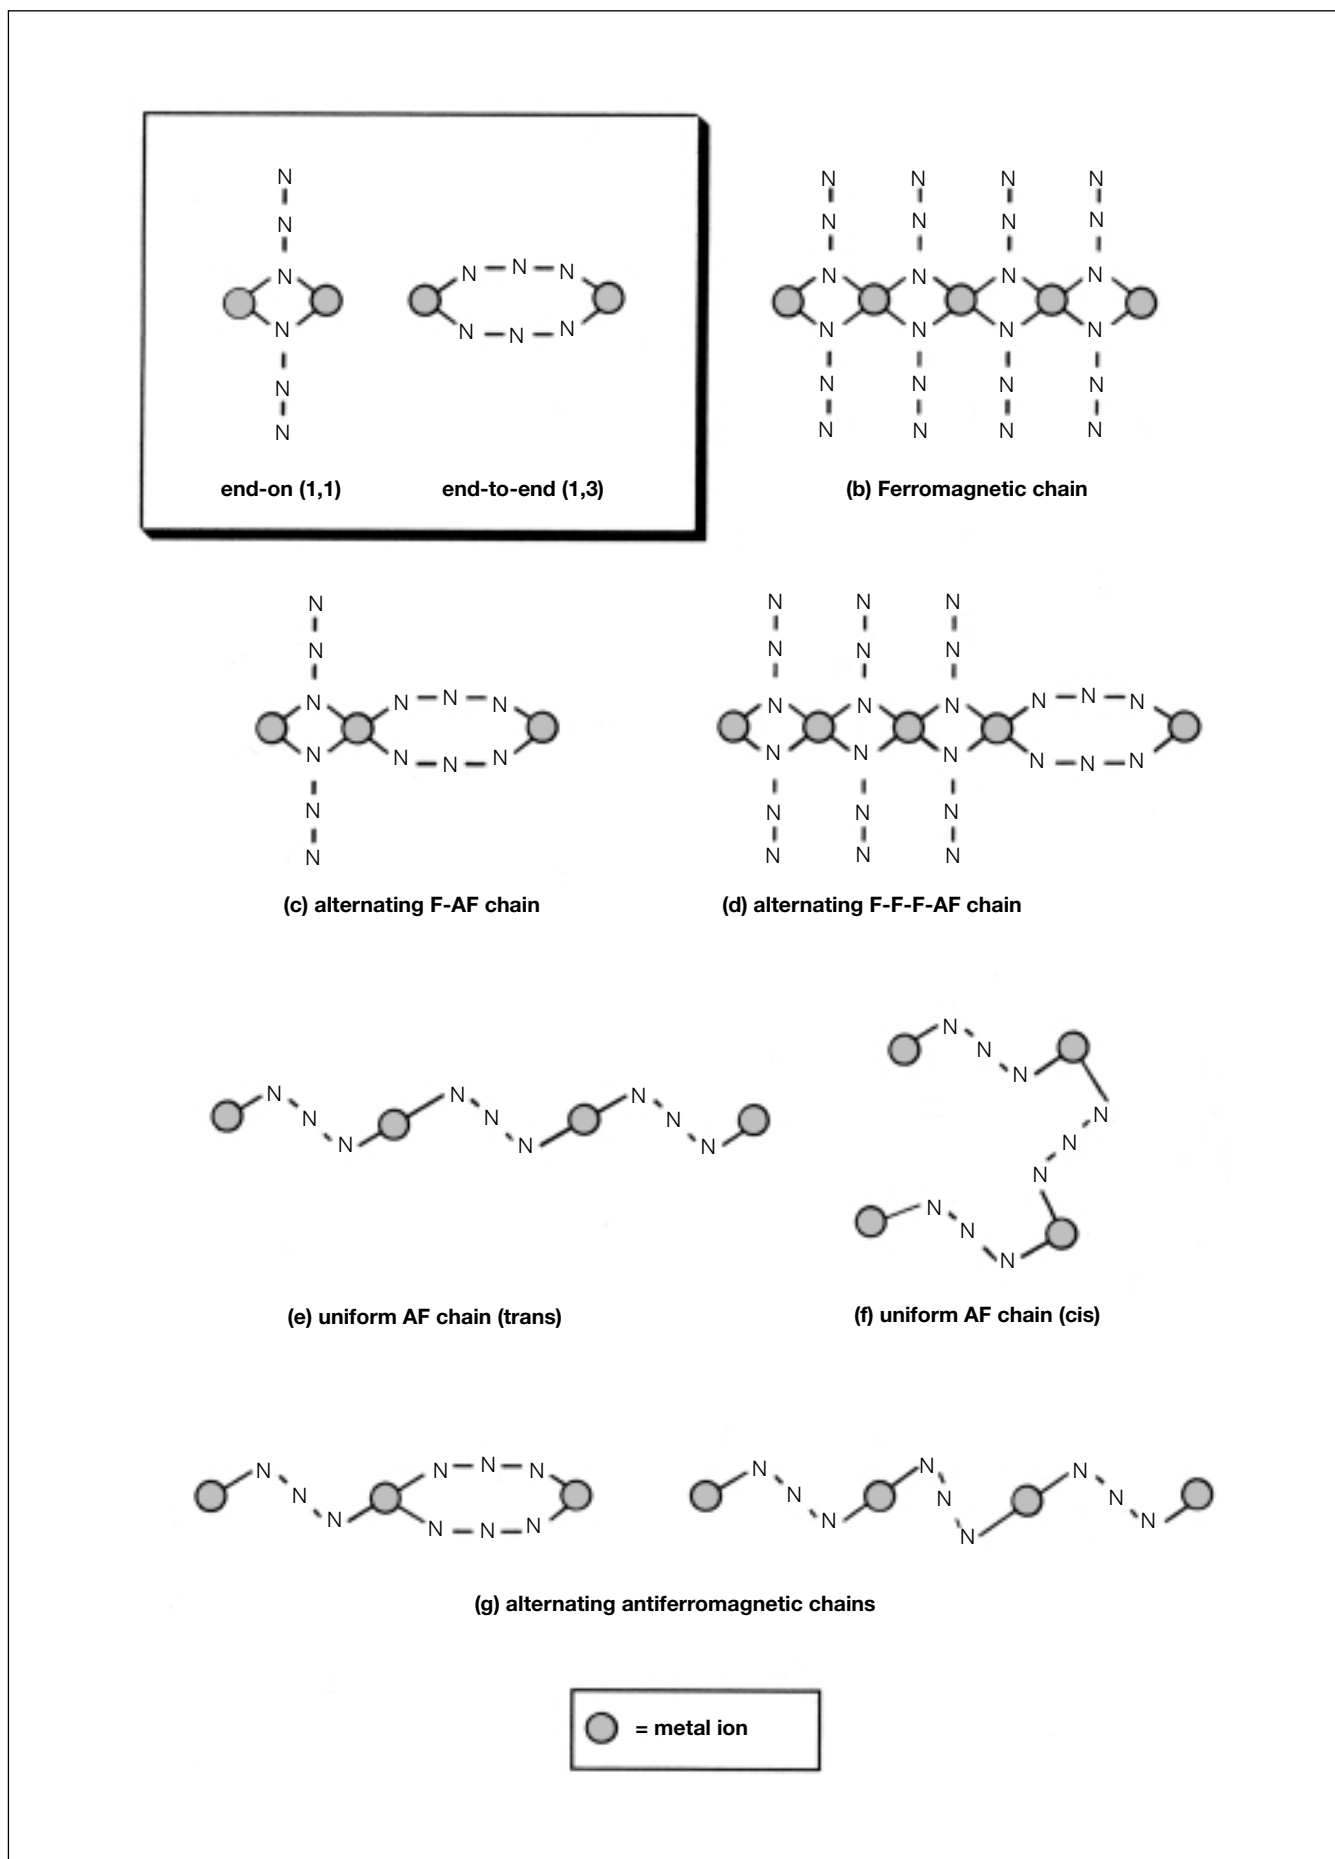 N N N N N
N N N N N
N N N N N N N N
N N N N N N N N
N N N N N
N N N N N
end-on (1,1) end-to-end (1,3) (b) Ferromagnetic chain
N N N N
N N N N
N N N N N N N N N N
N N N N N N N N N N
N N N N
N N N N
(c) alternating F-AF chain (d) alternating F-F-F-AF chain
N
N
N
N N N
N N N N
N N N N
N
N
N
N
(e) uniform AF chain (trans) (f) uniform AF chain (cis)
N N N N N N N
N N N N
N N N N N N
N
(g) alternating antiferromagnetic chains
= metal ion